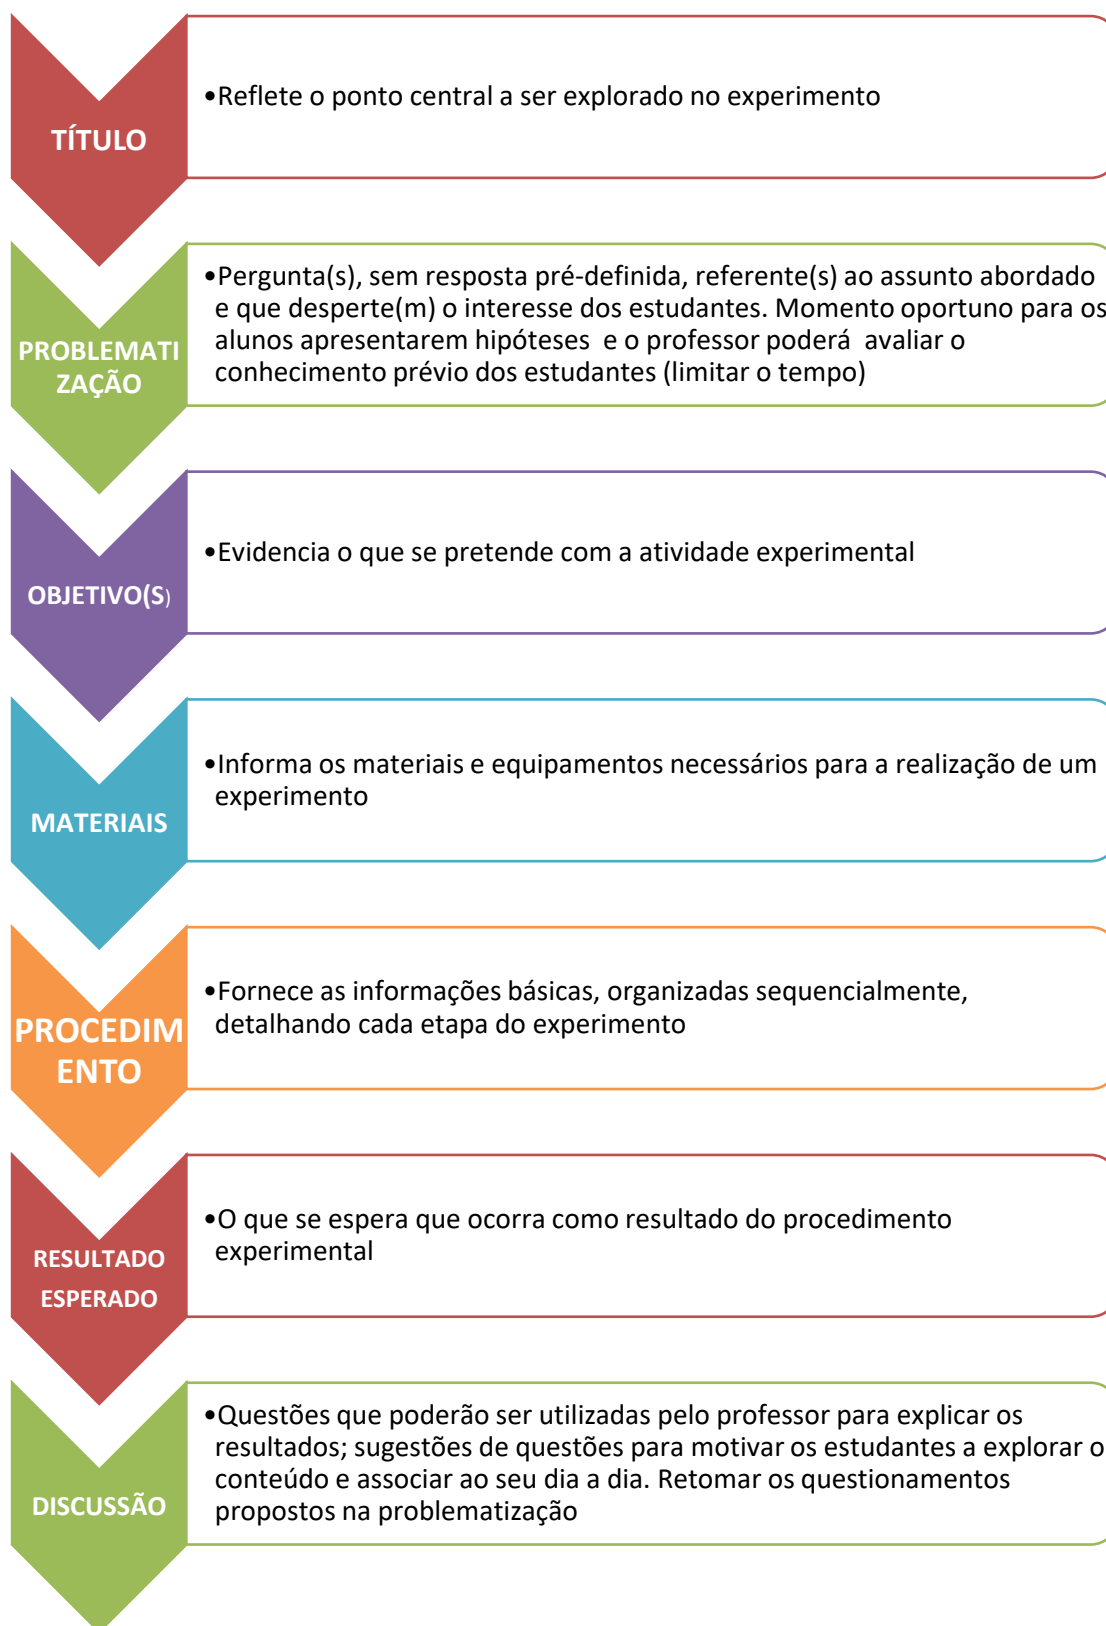 TÍTULO
•Reflete o ponto central a ser explorado no experimento
PROBLEMATI
ZAÇÃO
•Pergunta(s), sem resposta pré-definida, referente(s) ao assunto abordado
e que desperte(m) o interesse dos estudantes. Momento oportuno para os
alunos apresentarem hipóteses e o professor poderá avaliar o
conhecimento prévio dos estudantes (limitar o tempo)
OBJETIVO(S)
•Evidencia o que se pretende com a atividade experimental
MATERIAIS
•Informa os materiais e equipamentos necessários para a realização de um
experimento
PROCEDIM
ENTO
•Fornece as informações básicas, organizadas sequencialmente,
detalhando cada etapa do experimento
RESULTADO
ESPERADO
•O que se espera que ocorra como resultado do procedimento
experimental
DISCUSSÃO
•Questões que poderão ser utilizadas pelo professor para explicar os
resultados; sugestões de questões para motivar os estudantes a explorar o
conteúdo e associar ao seu dia a dia. Retomar os questionamentos
propostos na problematização